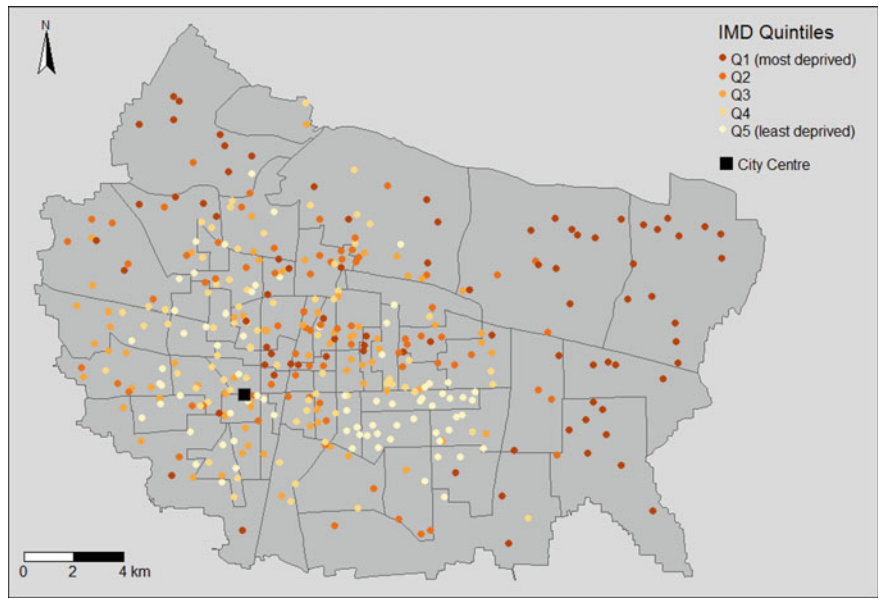 N
IMD Quintiles
Q1 (most deprived)
Q2
Q3
Q4
Q5 (least deprived)
City Centre
0 2 4 km